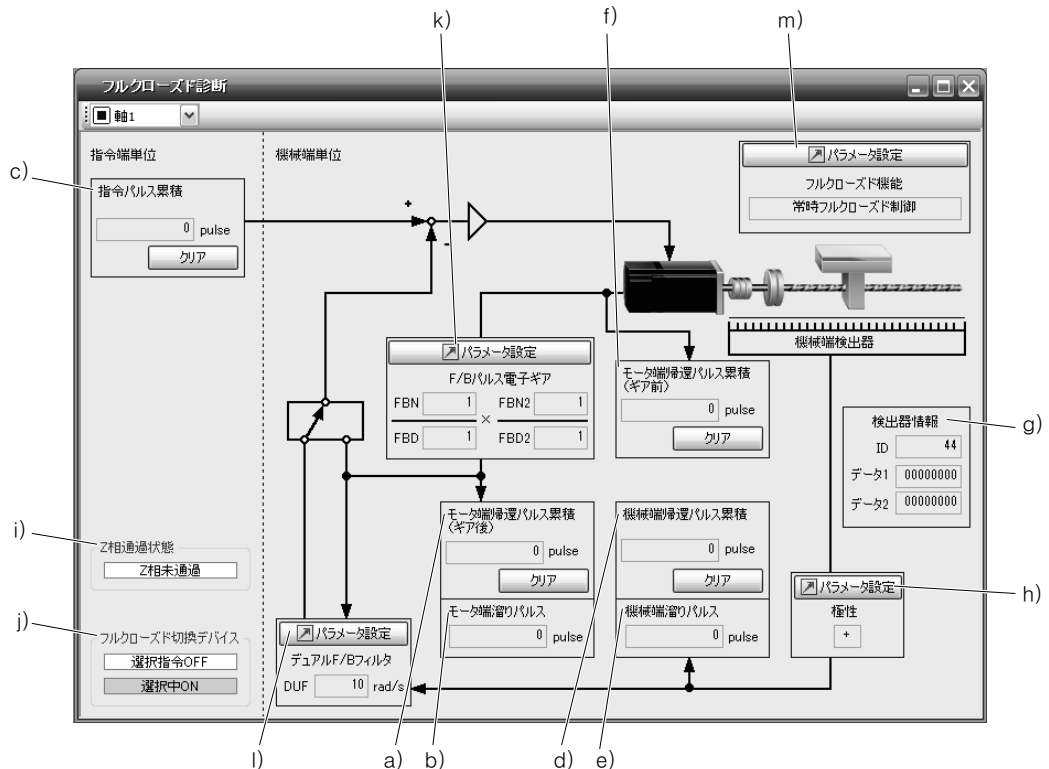 k)
f)
m)
フルクローズド診断
軸1
指令端単位
機械端単位
パラメータ設定
フルクローズド機能
常時フルクローズド制御
c)
指令パルス累積
0 pulse
クリア
+
-
パラメータ設定
F/Bパルス電子ギア
FBN 1 FBN2 1
×
FBD 1 FBD2 1
機械端検出器
モータ端帰還パルス累積
(ギア前)
0 pulse
クリア
検出器情報
g)
ID 44
データ1 00000000
データ2 00000000
i)
Z相通過状態
Z相未通過
モータ端帰還パルス累積
(ギア後)
0 pulse
クリア
モータ端溜りパルス
0 pulse
機械端帰還パルス累積
0 pulse
クリア
機械端溜りパルス
0 pulse
パラメータ設定
h)
極性
+
j)
フルクローズド切換デバイス
選択指令OFF
選択中ON
パラメータ設定
デュアルF/Bフィルタ
DUF 10 rad/s
l)
a)
b)
d)
e)